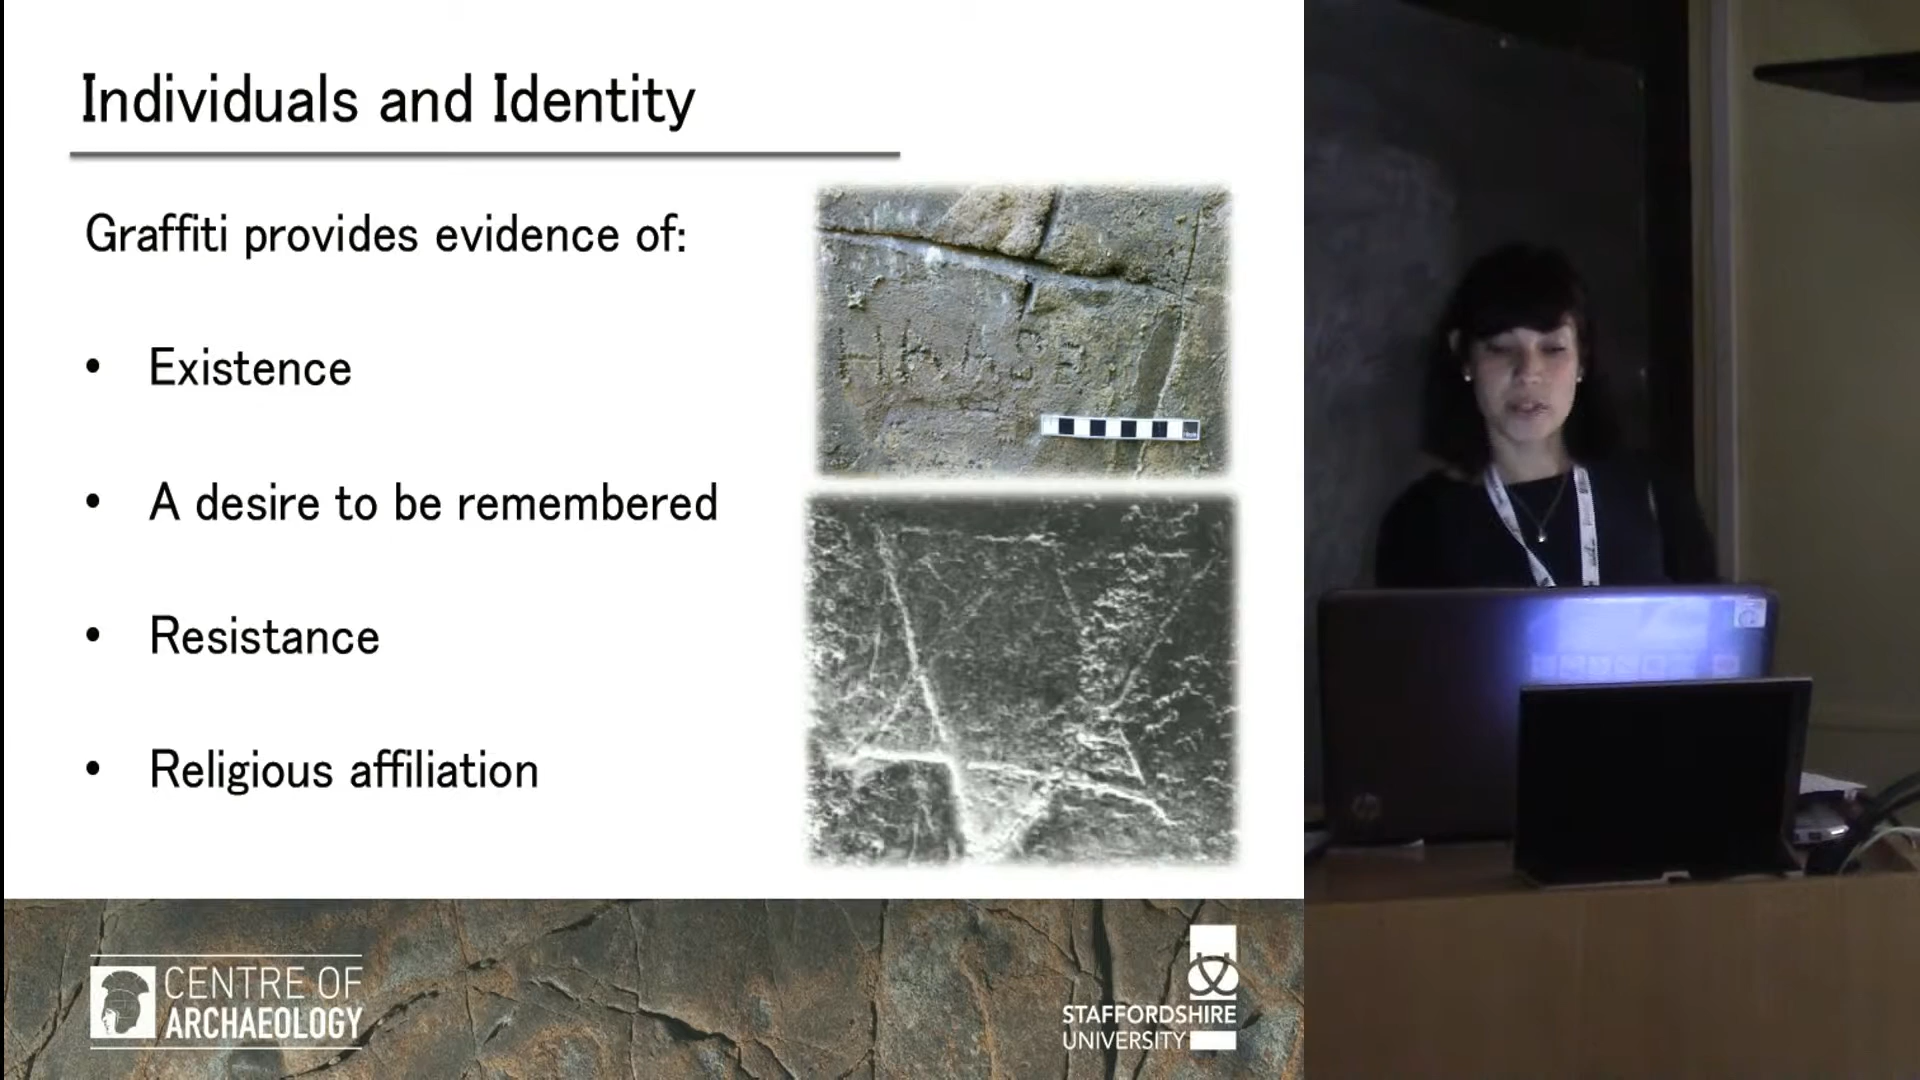 Individuals and Identity
Graffiti provides evidence of:
• Existence
• A desire to be remembered
• Resistance
• Religious affiliation
CENTRE OF
ARCHAEOLOGY
STAFFORDSHIRE
UNIVERSITY